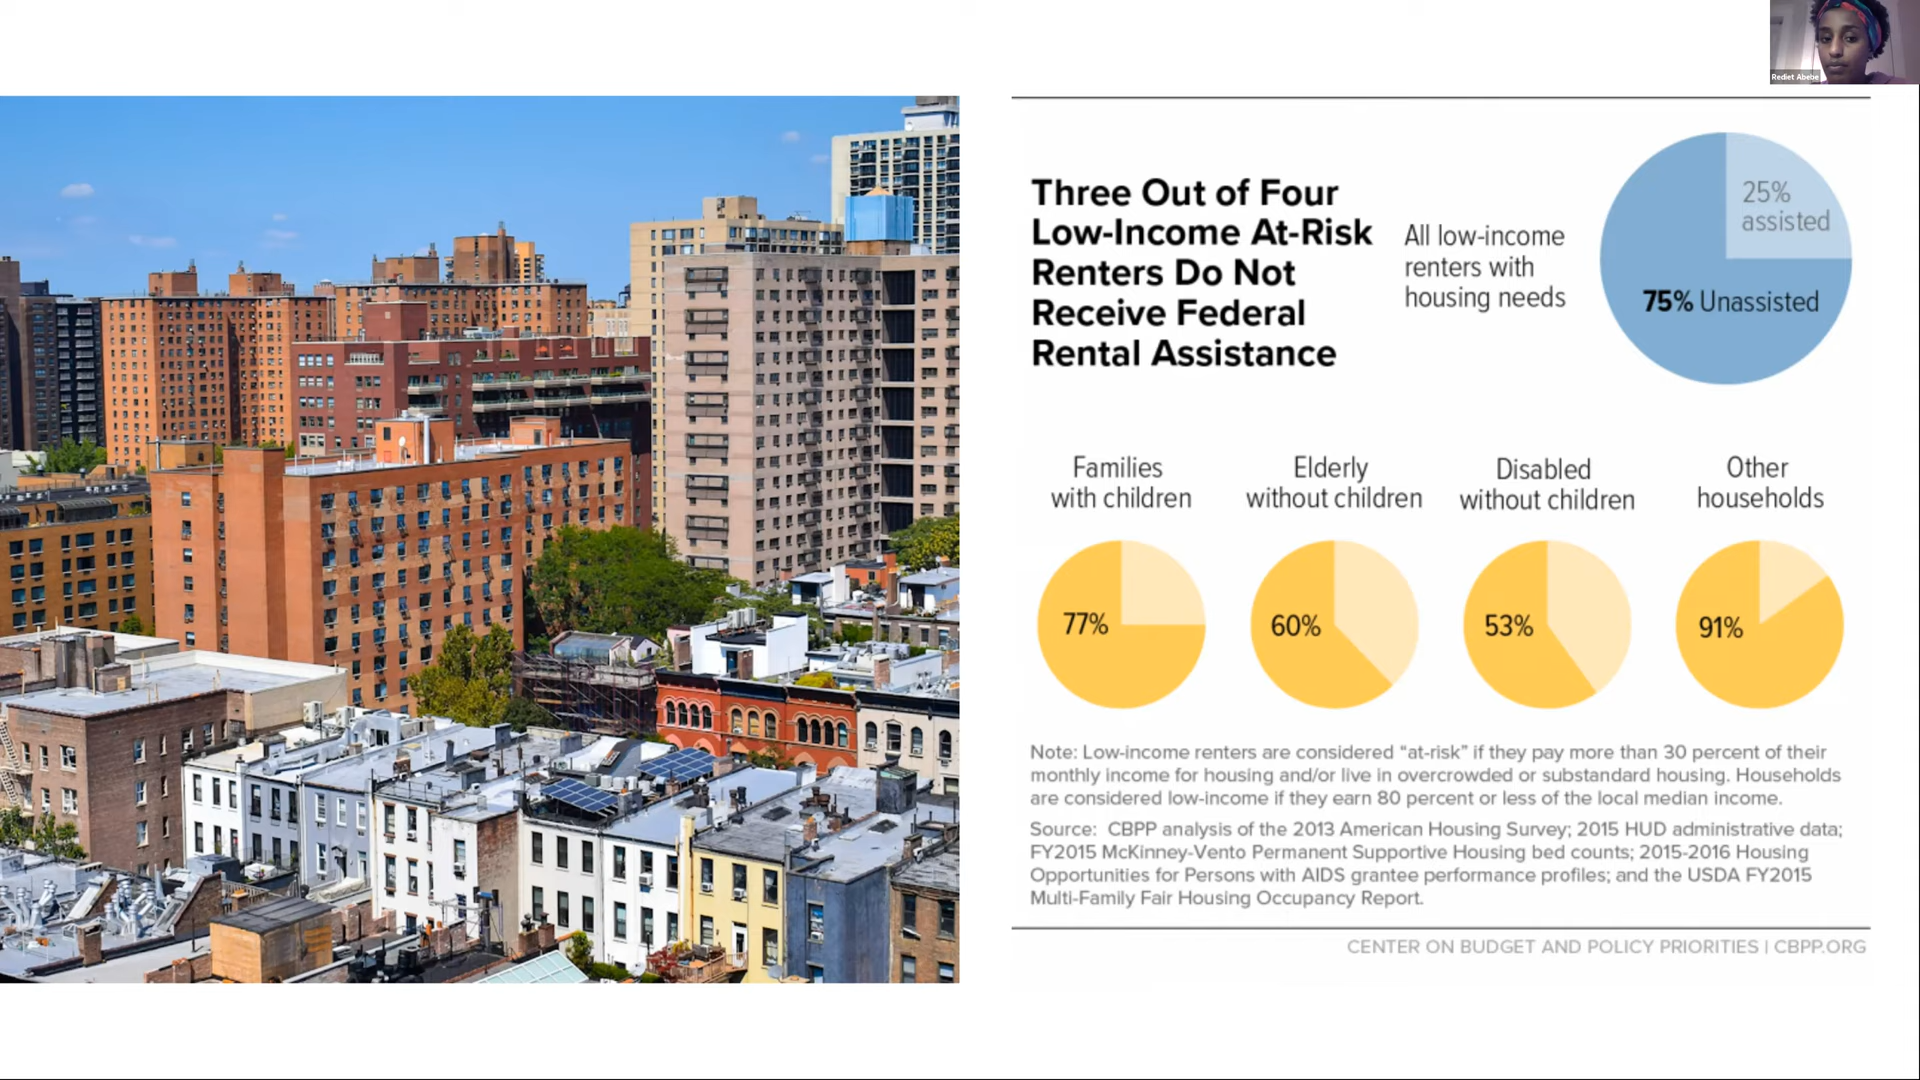 Rediet Abebe
Three Out of Four
Low-Income At-Risk
Renters Do Not
Receive Federal
Rental Assistance
All low-income
renters with
housing needs
25%
assisted
75% Unassisted
Families
with children
Elderly
without children
Disabled
without children
Other
households
77%
60%
53%
91%
Note: Low-income renters are considered “at-risk” if they pay more than 30 percent of their
monthly income for housing and/or live in overcrowded or substandard housing. Households
are considered low-income if they earn 80 percent or less of the local median income.
Source: CBPP analysis of the 2013 American Housing Survey; 2015 HUD administrative data;
FY2015 McKinney-Vento Permanent Supportive Housing bed counts; 2015-2016 Housing
Opportunities for Persons with AIDS grantee performance profiles; and the USDA FY2015
Multi-Family Fair Housing Occupancy Report.
CENTER ON BUDGET AND POLICY PRIORITIES | CBPP.ORG